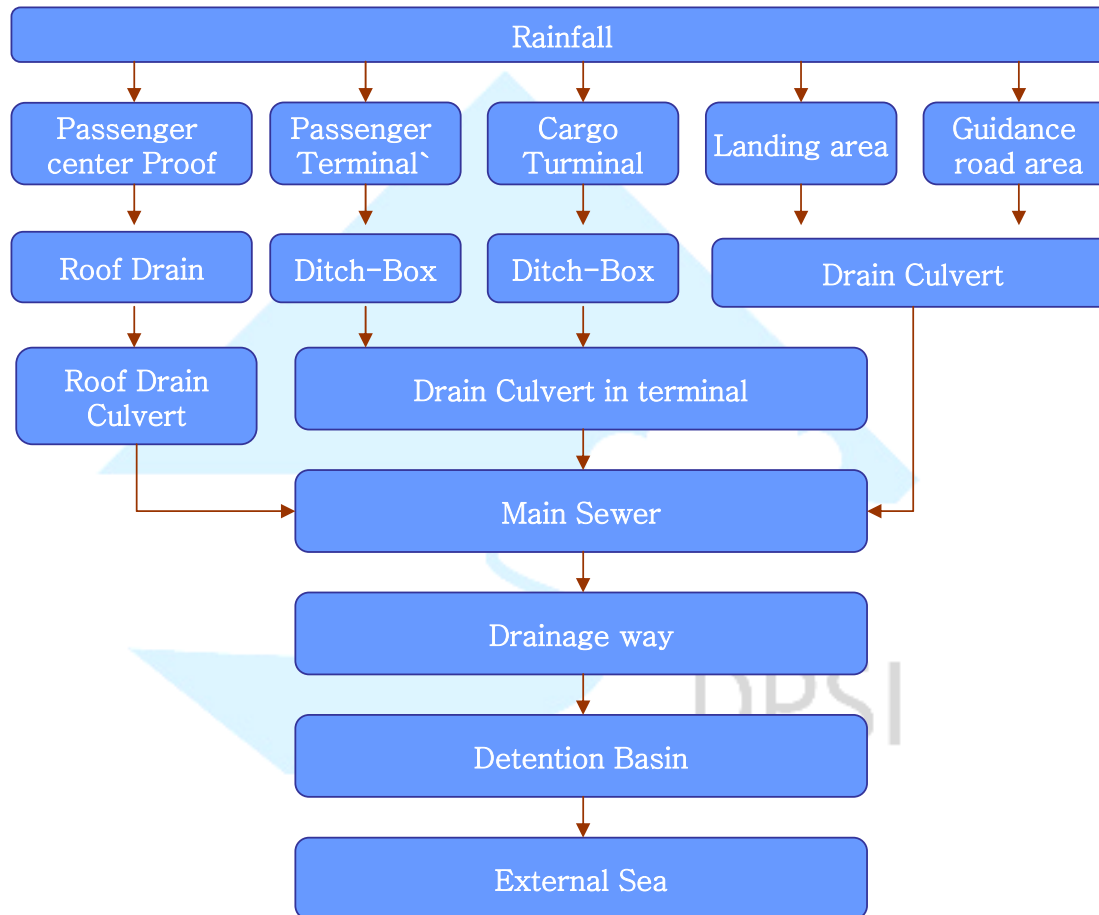 Rainfall
Passenger
center Proof
Passenger
Terminal`
Cargo
Turminal
Landing area
Guidance
road area
Roof Drain
Ditch-Box
Ditch-Box
Drain Culvert
Roof Drain
Culvert
Drain Culvert in terminal
Main Sewer
Drainage way
DPSI
Detention Basin
External Sea